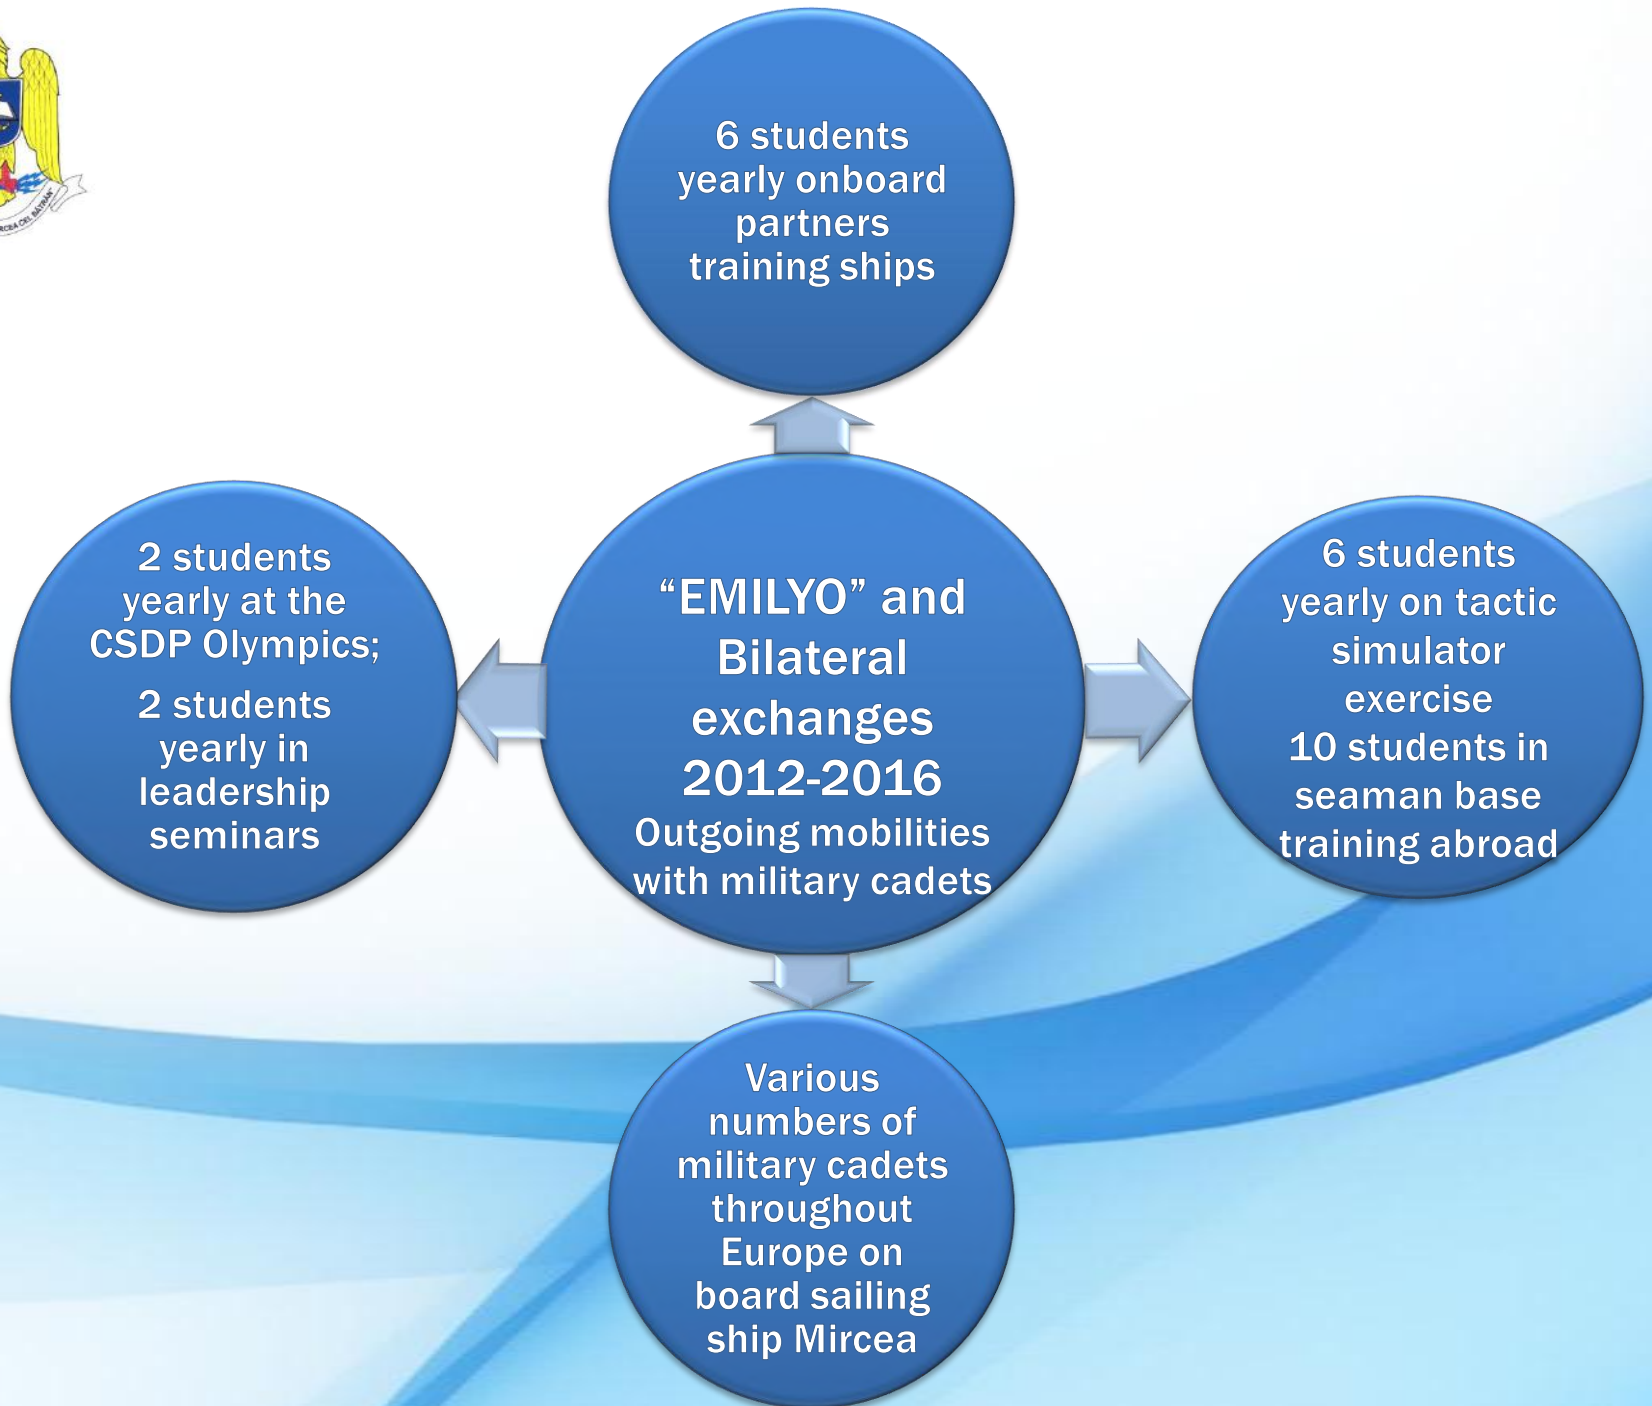 RCEA CEL BĂTRÂN"
6 students
yearly onboard
partners
training ships
2 students
yearly at the
CSDP Olympics;
2 students
yearly in
leadership
seminars
“EMILYO” and
Bilateral
exchanges
2012-2016
Outgoing mobilities
with military cadets
6 students
yearly on tactic
simulator
exercise
10 students in
seaman base
training abroad
Various
numbers of
military cadets
throughout
Europe on
board sailing
ship Mircea